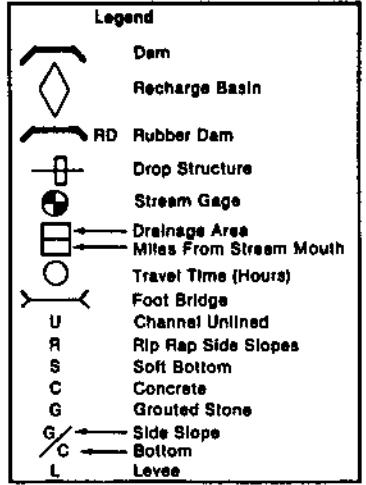 Legend
Dam
Recharge Basin
RD Rubber Dam
Drop Structure
Stream Gage
Drainage Area
Miles From Stream Mouth
Travel Time (Hours)
Foot Bridge
U Channel Unlined
R Rip Rap Side Slopes
S Soft Bottom
C Concrete
G Grouted Stone
G/ Side Slope
C Bottom
L Levee